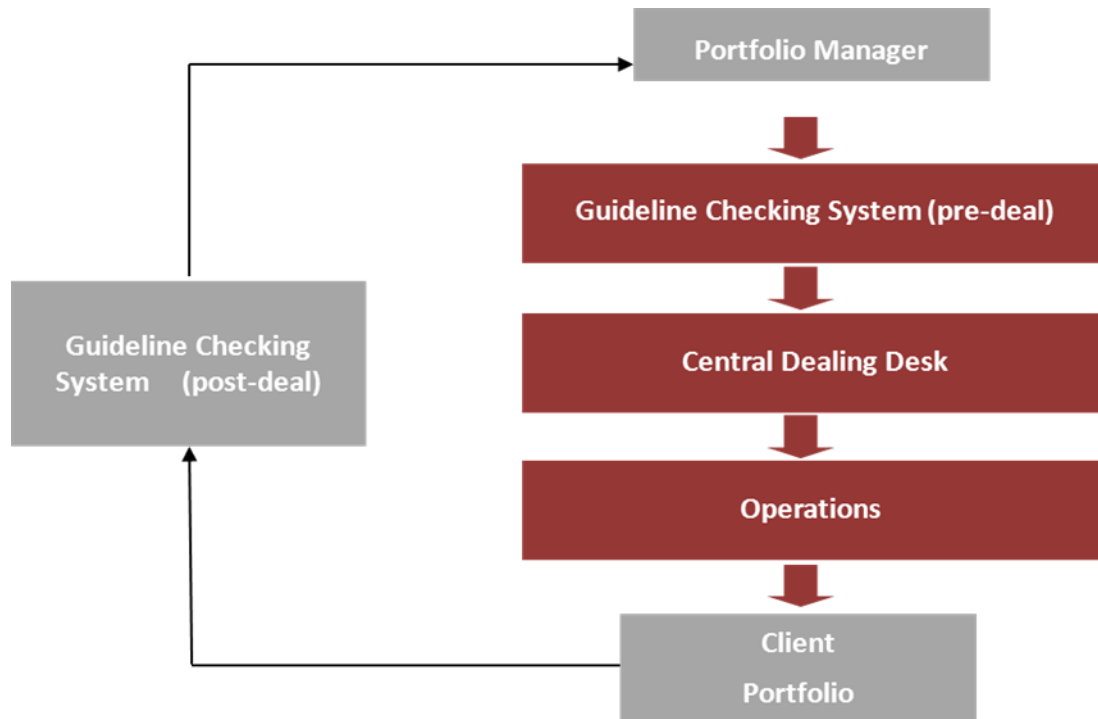 Portfolio Manager
Guideline Checking System (pre-deal)
Central Dealing Desk
Guideline Checking
System (post-deal)
Operations
Client
Portfolio